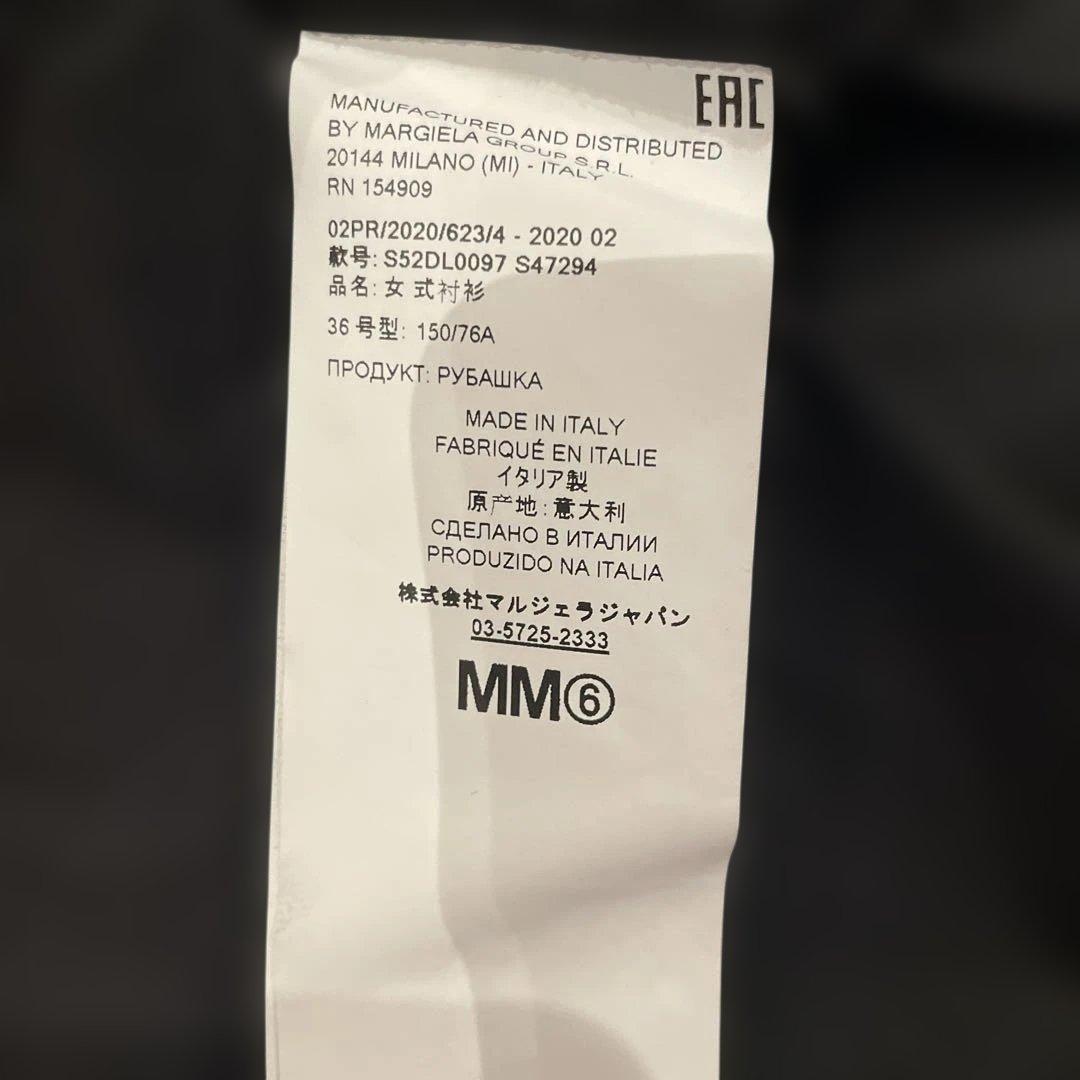 EAC
MANUFACTURED AND DISTRIBUTED
BY MARGIELA GROUP S.R.L.
20144 MILANO (MI) - ITALY
RN 154909
02PR/2020/623/4 - 2020 02
款号: S52DL0097 S47294
品名: 女式衬衫
36 号型: 150/76A
ПРОДУКТ: РУБАШКА
MADE IN ITALY
FABRIQUÉ EN ITALIE
イタリア製
原产地: 意大利
СДЕЛАНО В ИТАЛИИ
PRODUZIDO NA ITALIA
株式会社マルジェラジャパン
03-5725-2333
MM⑥